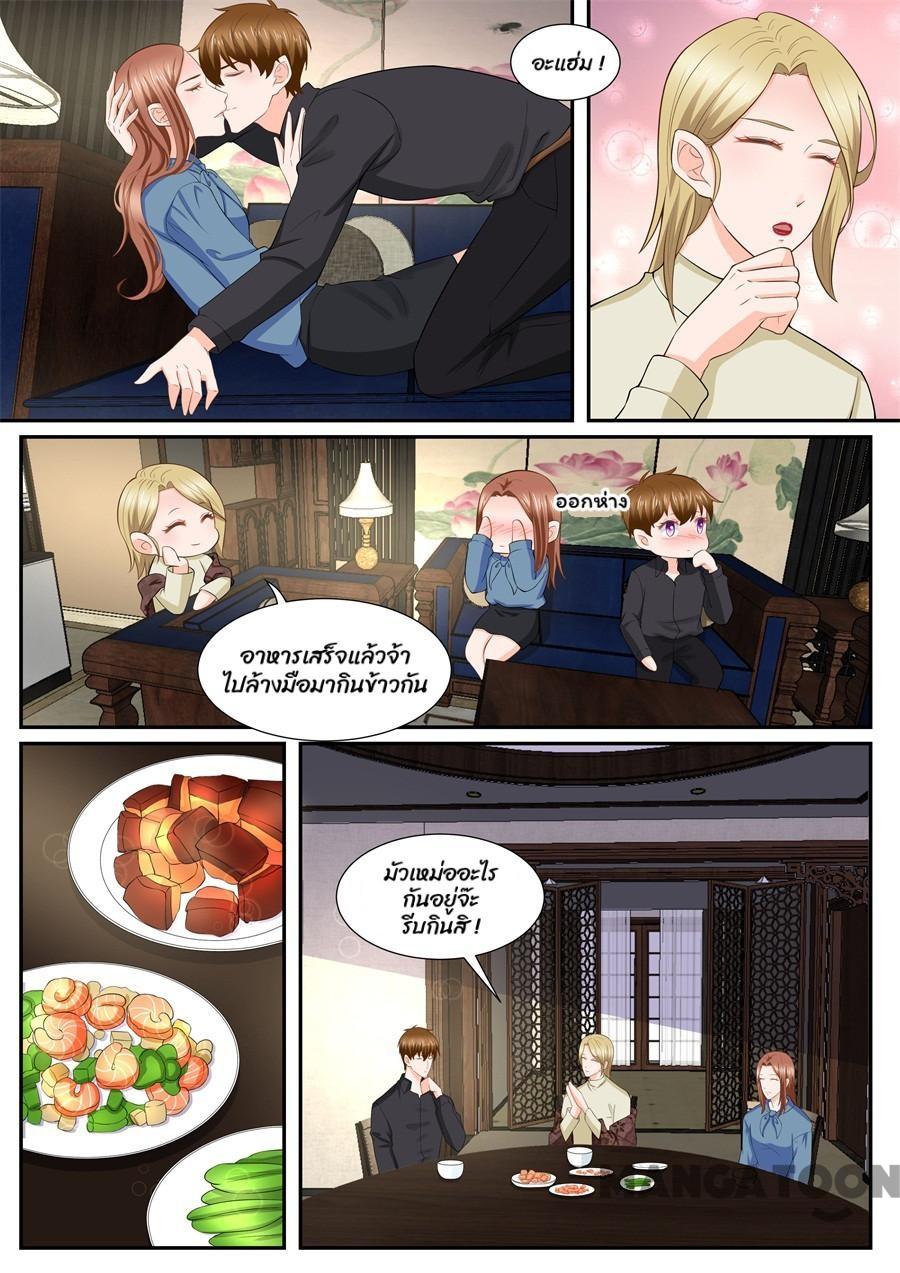 อะแฮ่ม !
ออกห่าง
อาหารเสร็จแล้วจ้า
ไปล้างมือมากินข้าวกัน
มัวเหม่ออะไร
กันอยู่จ๊ะ
รีบกินสิ !
MANGATOON